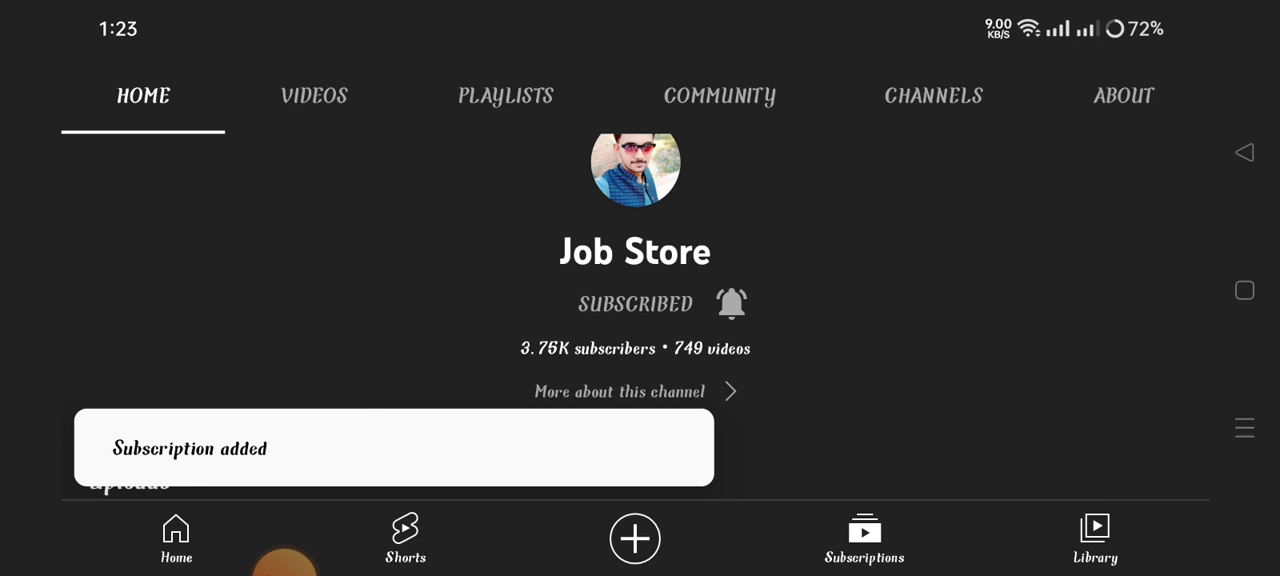 1:23
9.00 KB/S 72%
HOME VIDEOS PLAYLISTS COMMUNITY CHANNELS ABOUT
Job Store
SUBSCRIBED
3.75K subscribers • 749 videos
More about this channel
Subscription added
Home Shorts Subscriptions Library